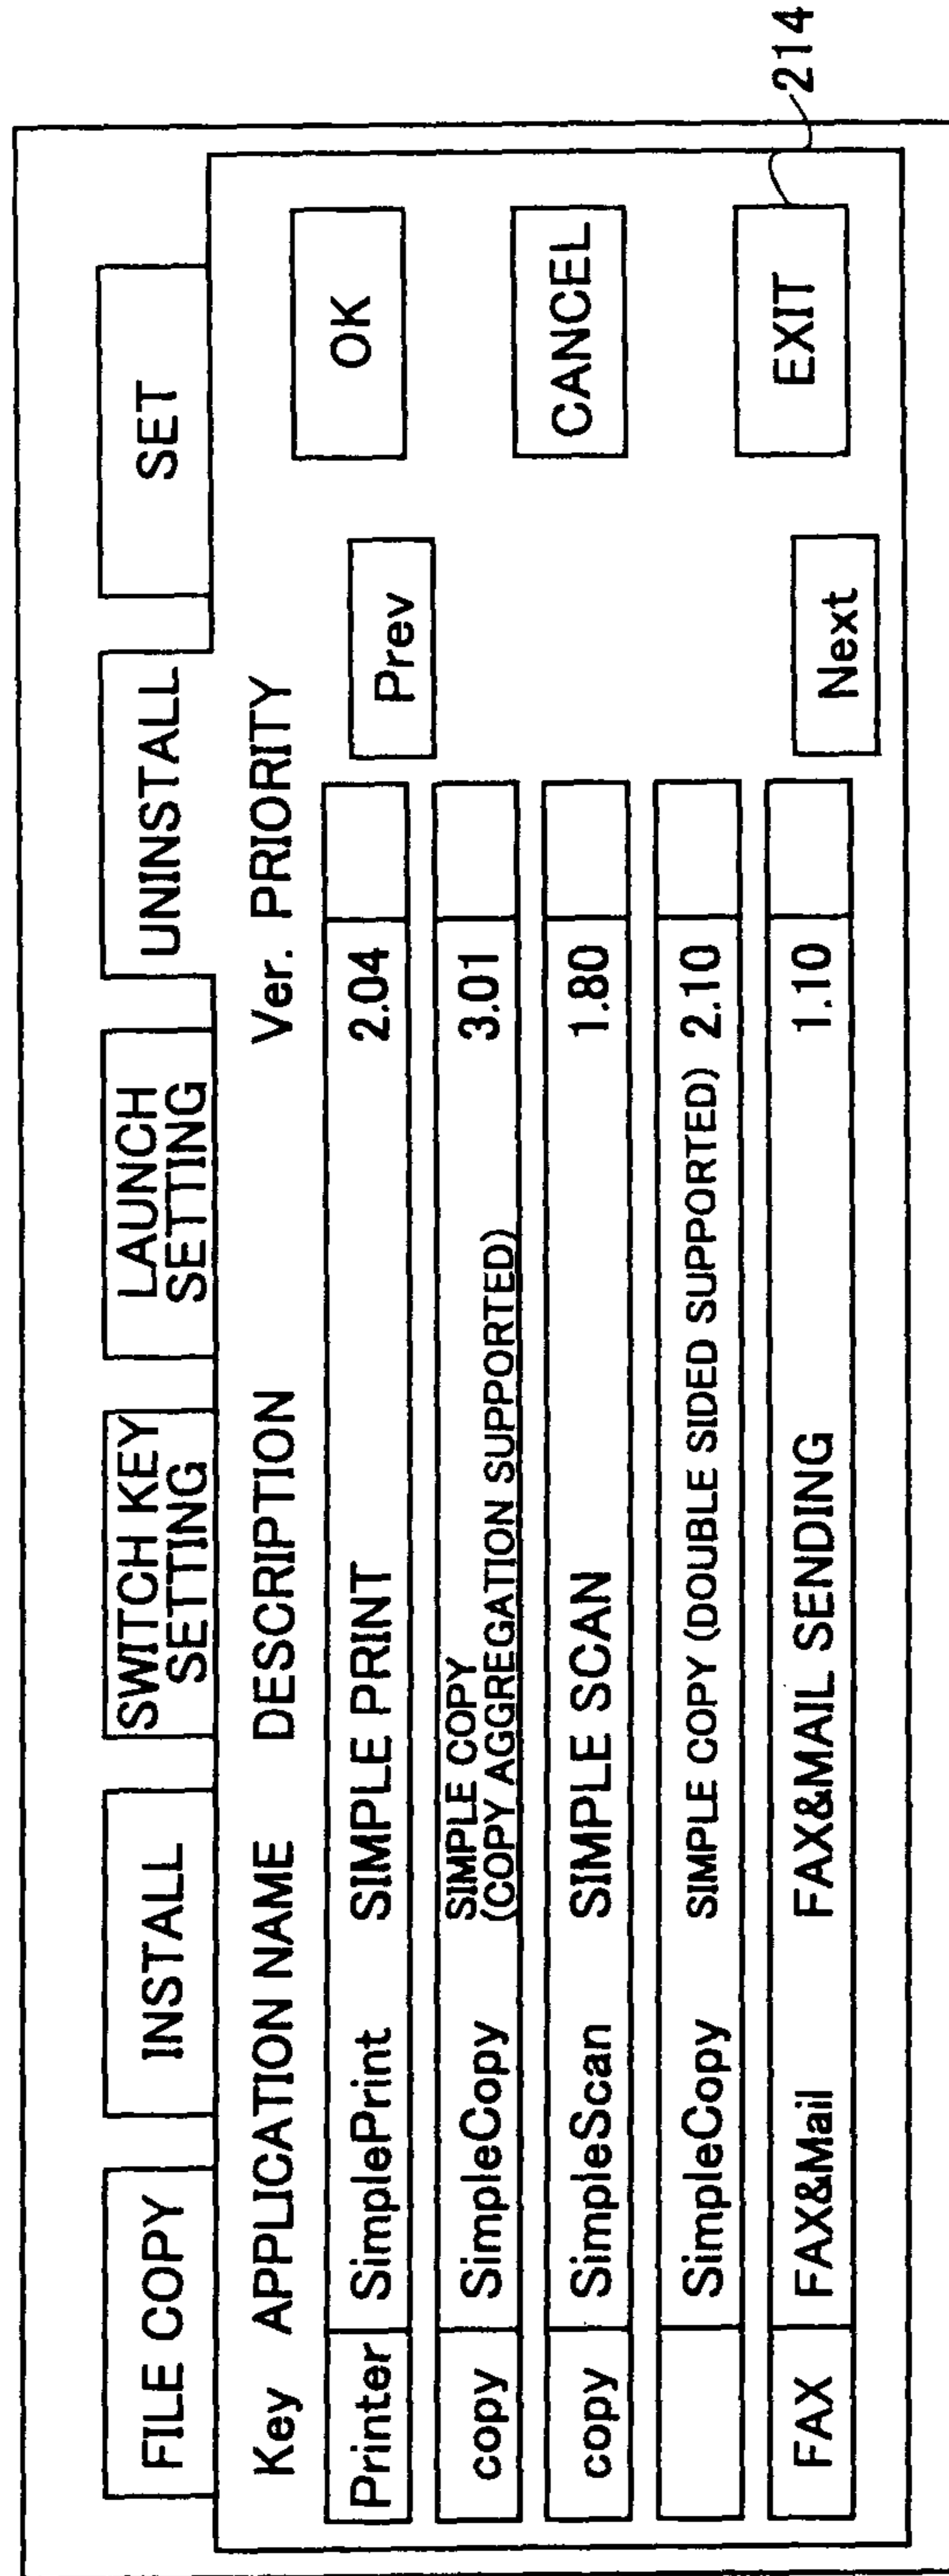 FILE COPY INSTALL SWITCH KEY SETTING LAUNCH SETTING UNINSTALL SET
Key APPLICATION NAME DESCRIPTION Ver. PRIORITY
Printer SimplePrint SIMPLE PRINT 2.04
Prev
OK
copy SimpleCopy SIMPLE COPY
(COPY AGGREGATION SUPPORTED) 3.01
copy SimpleScan SIMPLE SCAN 1.80
CANCEL
SimpleCopy SIMPLE COPY (DOUBLE SIDED SUPPORTED) 2.10
FAX FAX&Mail FAX&MAIL SENDING 1.10
Next
EXIT
214